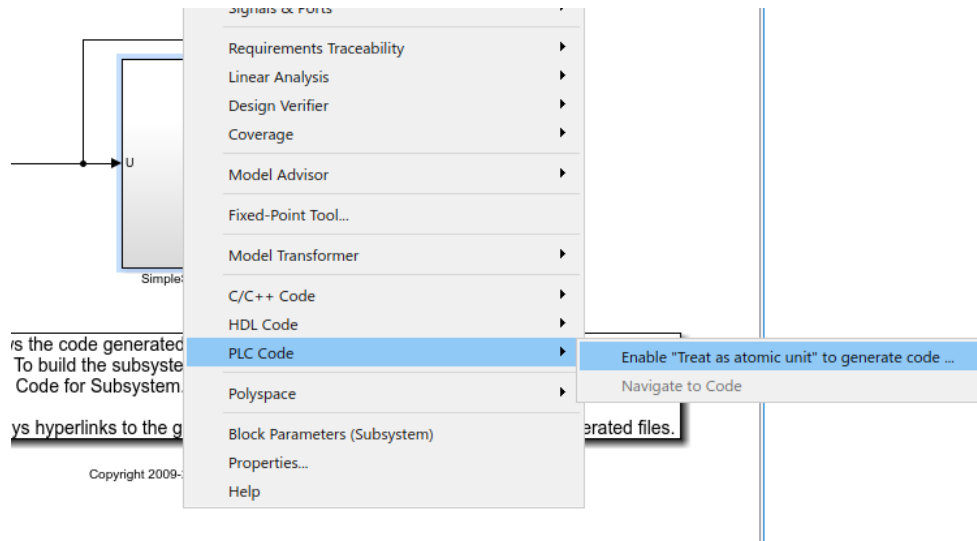 Signals & Ports
Requirements Traceability
Linear Analysis
Design Verifier
Coverage
U
Model Advisor
Fixed-Point Tool...
Model Transformer
Simple
C/C++ Code
HDL Code
PLC Code
Enable "Treat as atomic unit" to generate code ...
Navigate to Code
Polyspace
Block Parameters (Subsystem)
Properties...
Help
's the code generated
To build the subsyste
Code for Subsystem.
ys hyperlinks to the g
erated files.
Copyright 2009-